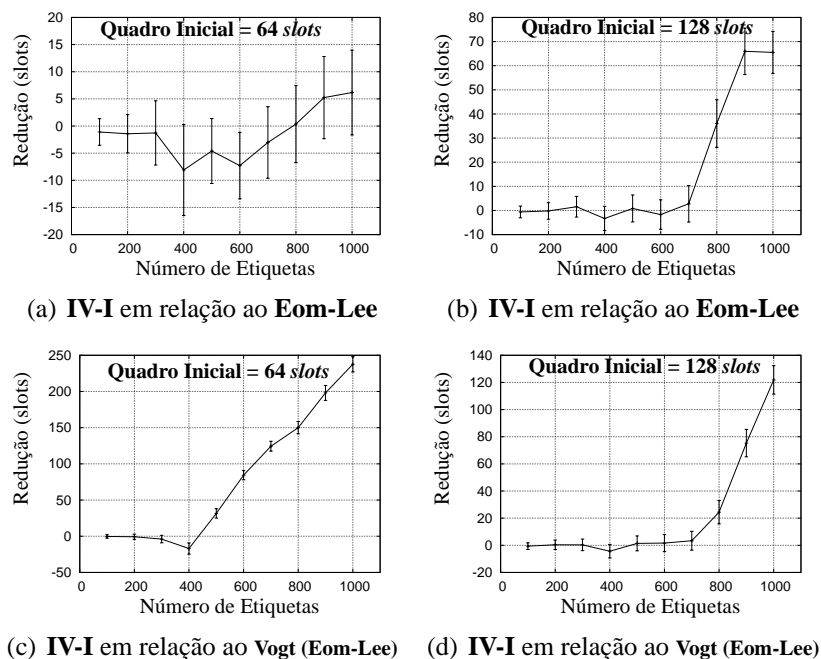 Quadro Inicial = 64 slots
Redução (slots)
20
15
10
5
0
-5
-10
-15
-20
0 200 400 600 800 1000
Número de Etiquetas
(a) IV-I em relação ao Eom-Lee
Quadro Inicial = 128 slots
Redução (slots)
80
70
60
50
40
30
20
10
0
-10
0 200 400 600 800 1000
Número de Etiquetas
(b) IV-I em relação ao Eom-Lee
Quadro Inicial = 64 slots
Redução (slots)
250
200
150
100
50
0
-50
0 200 400 600 800 1000
Número de Etiquetas
(c) IV-I em relação ao Vogt (Eom-Lee)
Quadro Inicial = 128 slots
Redução (slots)
140
120
100
80
60
40
20
0
-20
0 200 400 600 800 1000
Número de Etiquetas
(d) IV-I em relação ao Vogt (Eom-Lee)